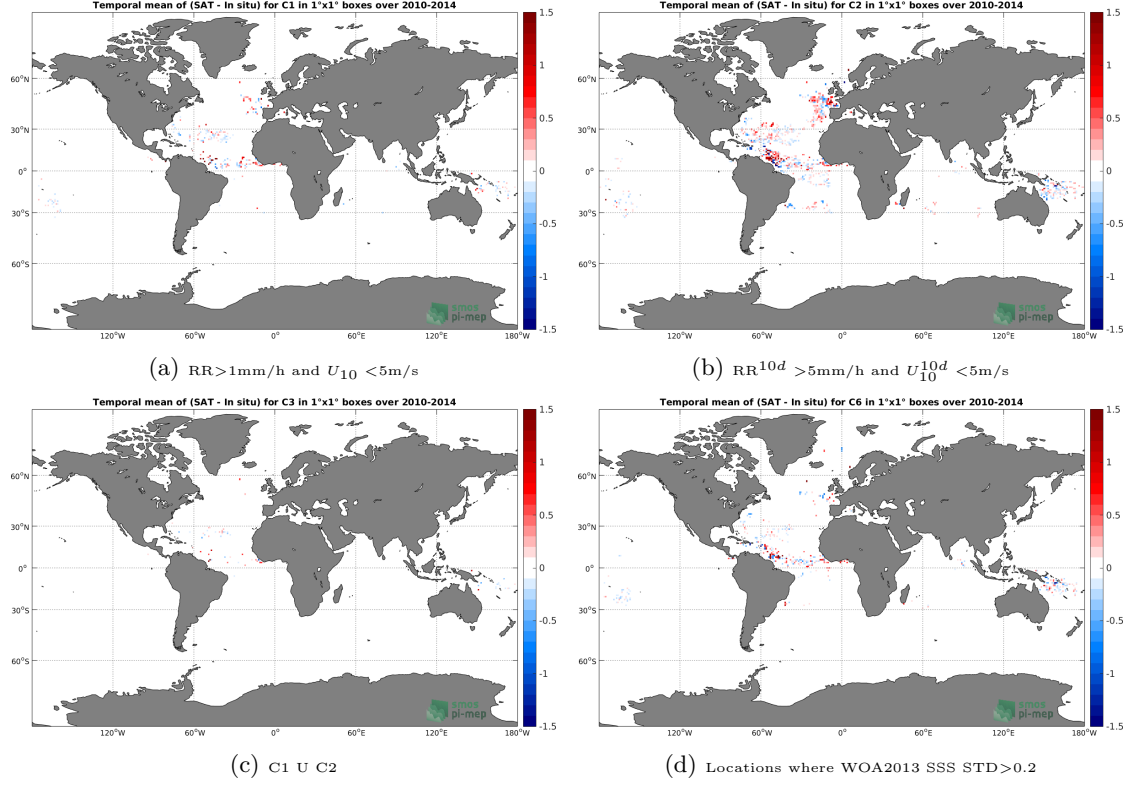 Temporal mean of (SAT - In situ) for C1 in 1°x1° boxes over 2010-2014
60°N
30°N
0°
30°S
60°S
120°W
60°W
0°
60°E
120°E
180°W
1.5
1
0.5
0
-0.5
-1
-1.5
smos
pi-mep
(a) RR>1mm/h and U10 <5m/s
Temporal mean of (SAT - In situ) for C2 in 1°x1° boxes over 2010-2014
60°N
30°N
0°
30°S
60°S
120°W
60°W
0°
60°E
120°E
180°W
1.5
1
0.5
0
-0.5
-1
-1.5
smos
pi-mep
(b) RR^10d >5mm/h and U10^10d <5m/s
Temporal mean of (SAT - In situ) for C3 in 1°x1° boxes over 2010-2014
60°N
30°N
0°
30°S
60°S
120°W
60°W
0°
60°E
120°E
180°W
1.5
1
0.5
0
-0.5
-1
-1.5
smos
pi-mep
(c) C1 U C2
Temporal mean of (SAT - In situ) for C6 in 1°x1° boxes over 2010-2014
60°N
30°N
0°
30°S
60°S
120°W
60°W
0°
60°E
120°E
180°W
1.5
1
0.5
0
-0.5
-1
-1.5
smos
pi-mep
(d) Locations where WOA2013 SSS STD>0.2